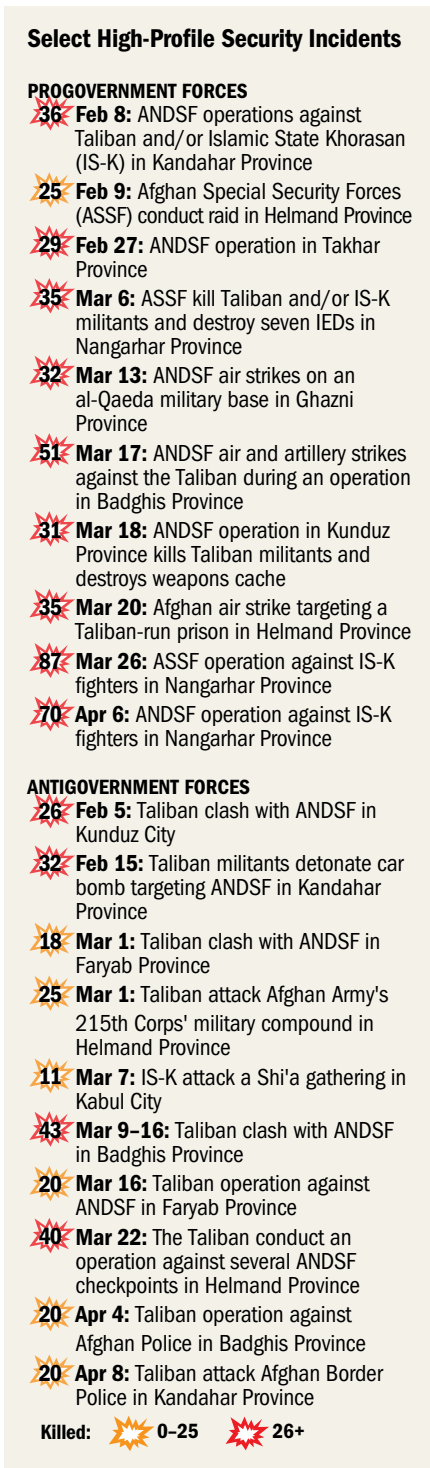 Select High-Profile Security Incidents
PROGOVERNMENT FORCES
36 Feb 8: ANDSF operations against
Taliban and/or Islamic State Khorasan
(IS-K) in Kandahar Province
25 Feb 9: Afghan Special Security Forces
(ASSF) conduct raid in Helmand Province
29 Feb 27: ANDSF operation in Takhar
Province
35 Mar 6: ASSF kill Taliban and/or IS-K
militants and destroy seven IEDs in
Nangarhar Province
32 Mar 13: ANDSF air strikes on an
al-Qaeda military base in Ghazni
Province
51 Mar 17: ANDSF air and artillery strikes
against the Taliban during an operation
in Badghis Province
31 Mar 18: ANDSF operation in Kunduz
Province kills Taliban militants and
destroys weapons cache
35 Mar 20: Afghan air strike targeting a
Taliban-run prison in Helmand Province
87 Mar 26: ASSF operation against IS-K
fighters in Nangarhar Province
70 Apr 6: ANDSF operation against IS-K
fighters in Nangarhar Province
ANTIGOVERNMENT FORCES
26 Feb 5: Taliban clash with ANDSF in
Kunduz City
32 Feb 15: Taliban militants detonate car
bomb targeting ANDSF in Kandahar
Province
18 Mar 1: Taliban clash with ANDSF in
Faryab Province
25 Mar 1: Taliban attack Afghan Army's
215th Corps' military compound in
Helmand Province
11 Mar 7: IS-K attack a Shi'a gathering in
Kabul City
43 Mar 9–16: Taliban clash with ANDSF
in Badghis Province
20 Mar 16: Taliban operation against
ANDSF in Faryab Province
40 Mar 22: The Taliban conduct an
operation against several ANDSF
checkpoints in Helmand Province
20 Apr 4: Taliban operation against
Afghan Police in Badghis Province
20 Apr 8: Taliban attack Afghan Border
Police in Kandahar Province
Killed: 0–25 26+